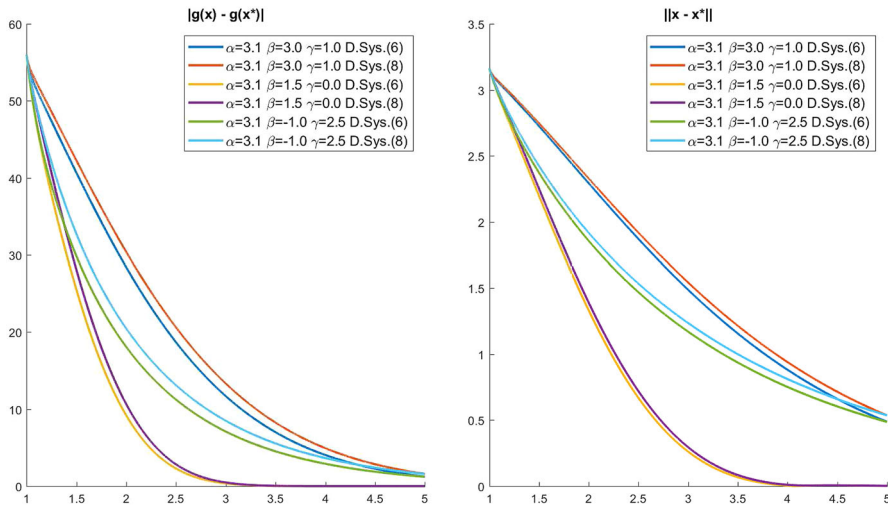 |g(x) - g(x*)|
60
50
40
30
20
10
0
1 1.5 2 2.5 3 3.5 4 4.5 5
α=3.1 β=3.0 γ=1.0 D.Sys.(6)
α=3.1 β=3.0 γ=1.0 D.Sys.(8)
α=3.1 β=1.5 γ=0.0 D.Sys.(6)
α=3.1 β=1.5 γ=0.0 D.Sys.(8)
α=3.1 β=-1.0 γ=2.5 D.Sys.(6)
α=3.1 β=-1.0 γ=2.5 D.Sys.(8)
||x - x*||
3.5
3
2.5
2
1.5
1
0.5
0
1 1.5 2 2.5 3 3.5 4 4.5 5
α=3.1 β=3.0 γ=1.0 D.Sys.(6)
α=3.1 β=3.0 γ=1.0 D.Sys.(8)
α=3.1 β=1.5 γ=0.0 D.Sys.(6)
α=3.1 β=1.5 γ=0.0 D.Sys.(8)
α=3.1 β=-1.0 γ=2.5 D.Sys.(6)
α=3.1 β=-1.0 γ=2.5 D.Sys.(8)